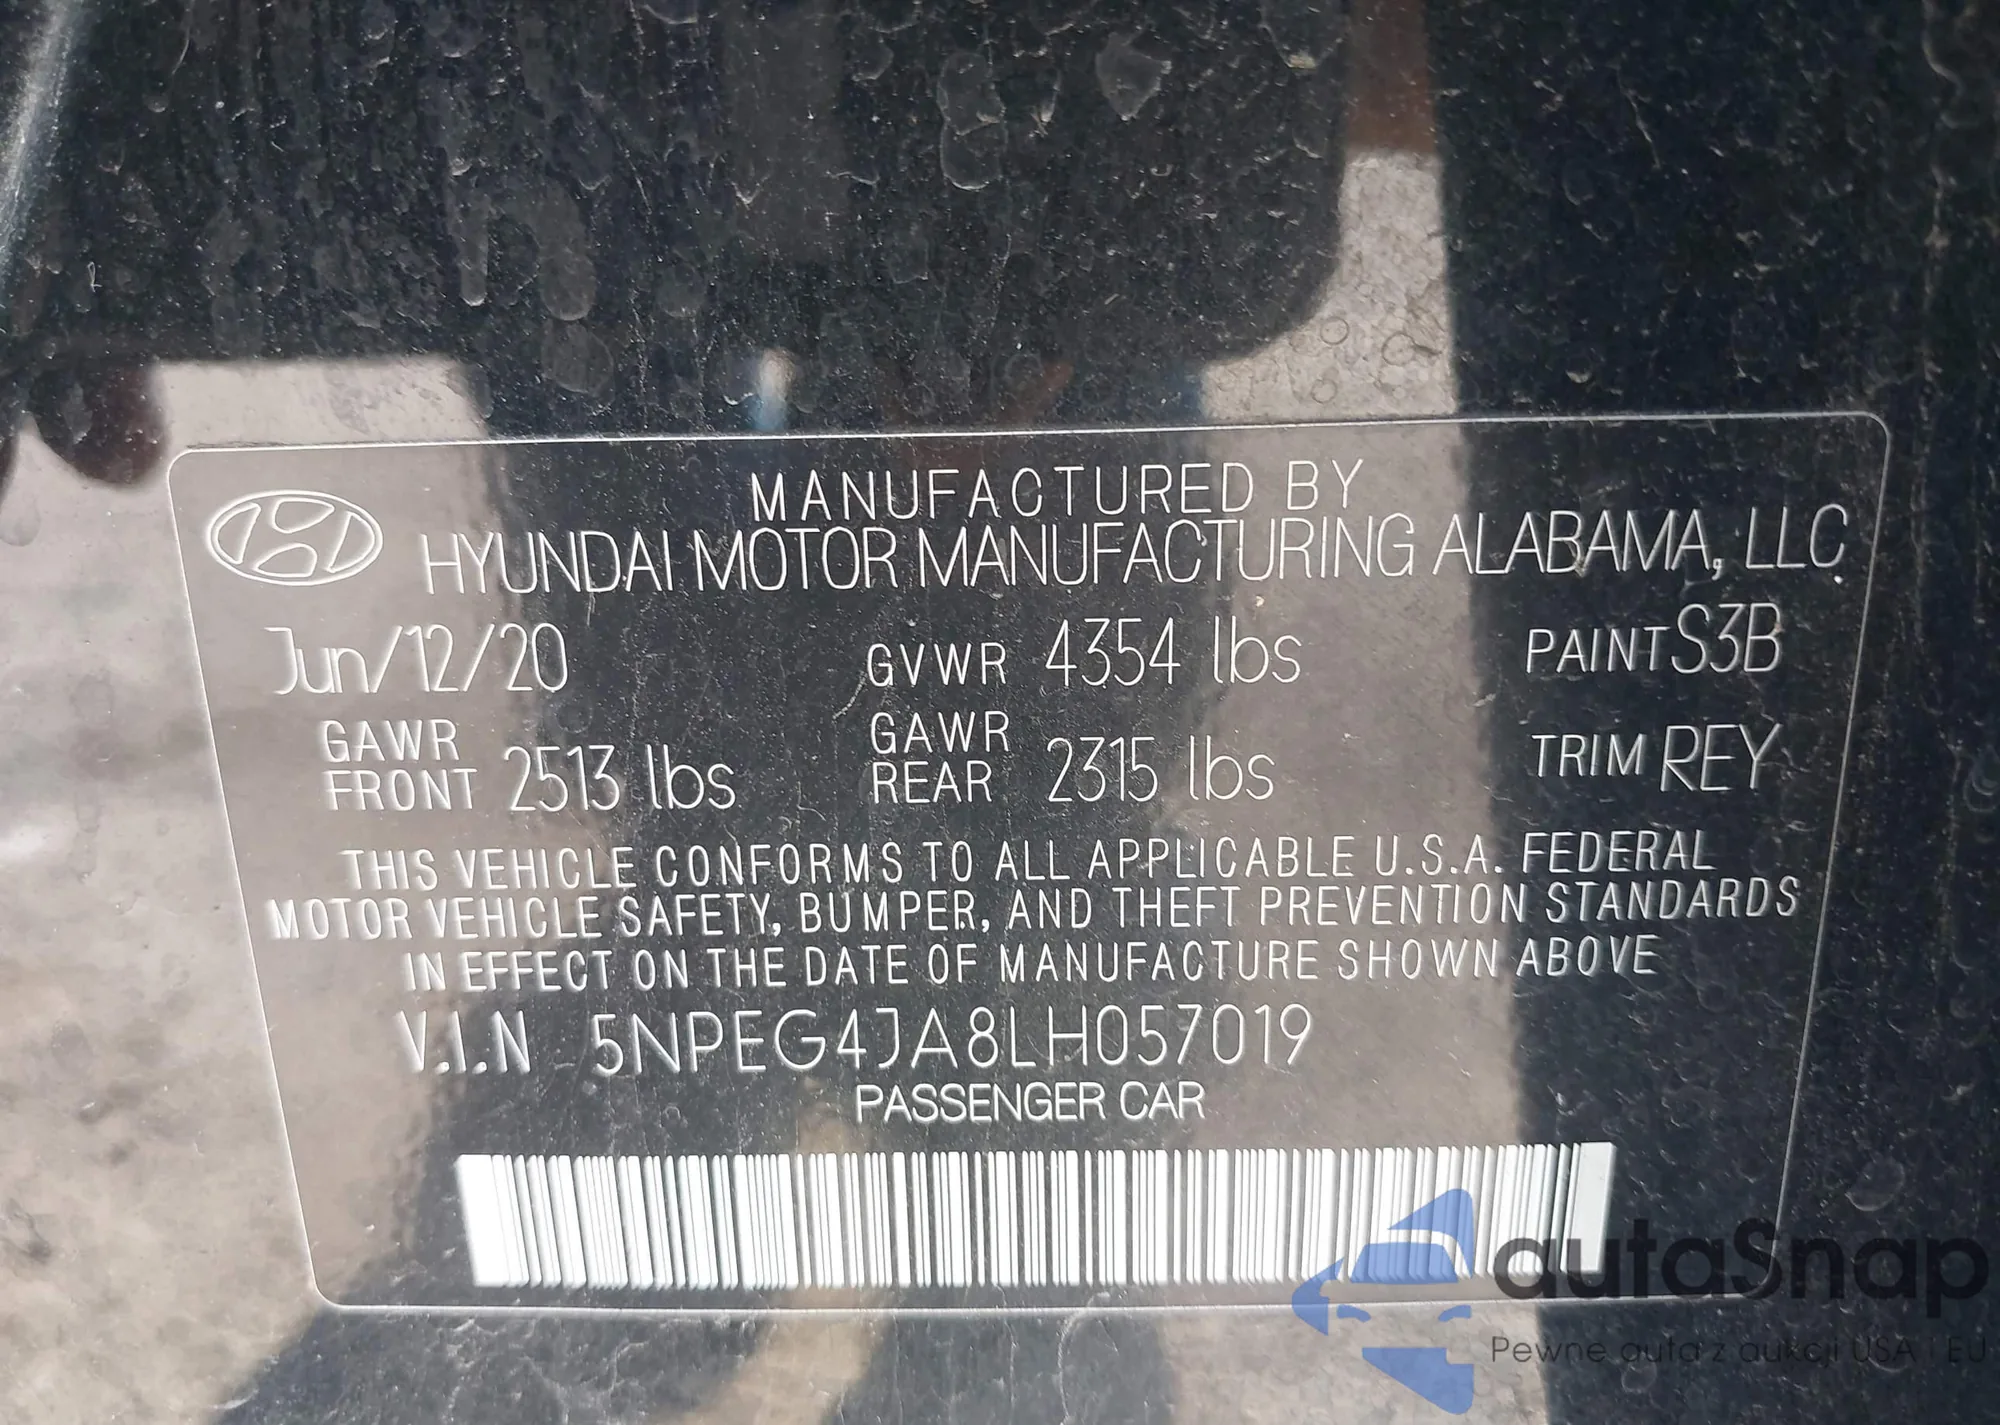 MANUFACTURED BY
HYUNDAI MOTOR MANUFACTURING ALABAMA, LLC
Jun/12/20 GVWR 4354 lbs PAINT S3B
GAWR FRONT 2513 lbs GAWR REAR 2315 lbs TRIM REY
THIS VEHICLE CONFORMS TO ALL APPLICABLE U.S.A. FEDERAL
MOTOR VEHICLE SAFETY, BUMPER, AND THEFT PREVENTION STANDARDS
IN EFFECT ON THE DATE OF MANUFACTURE SHOWN ABOVE
V.I.N 5NPEG4JA8LH057019
PASSENGER CAR
autaSnap
Pewne auta z aukcji USA i EU